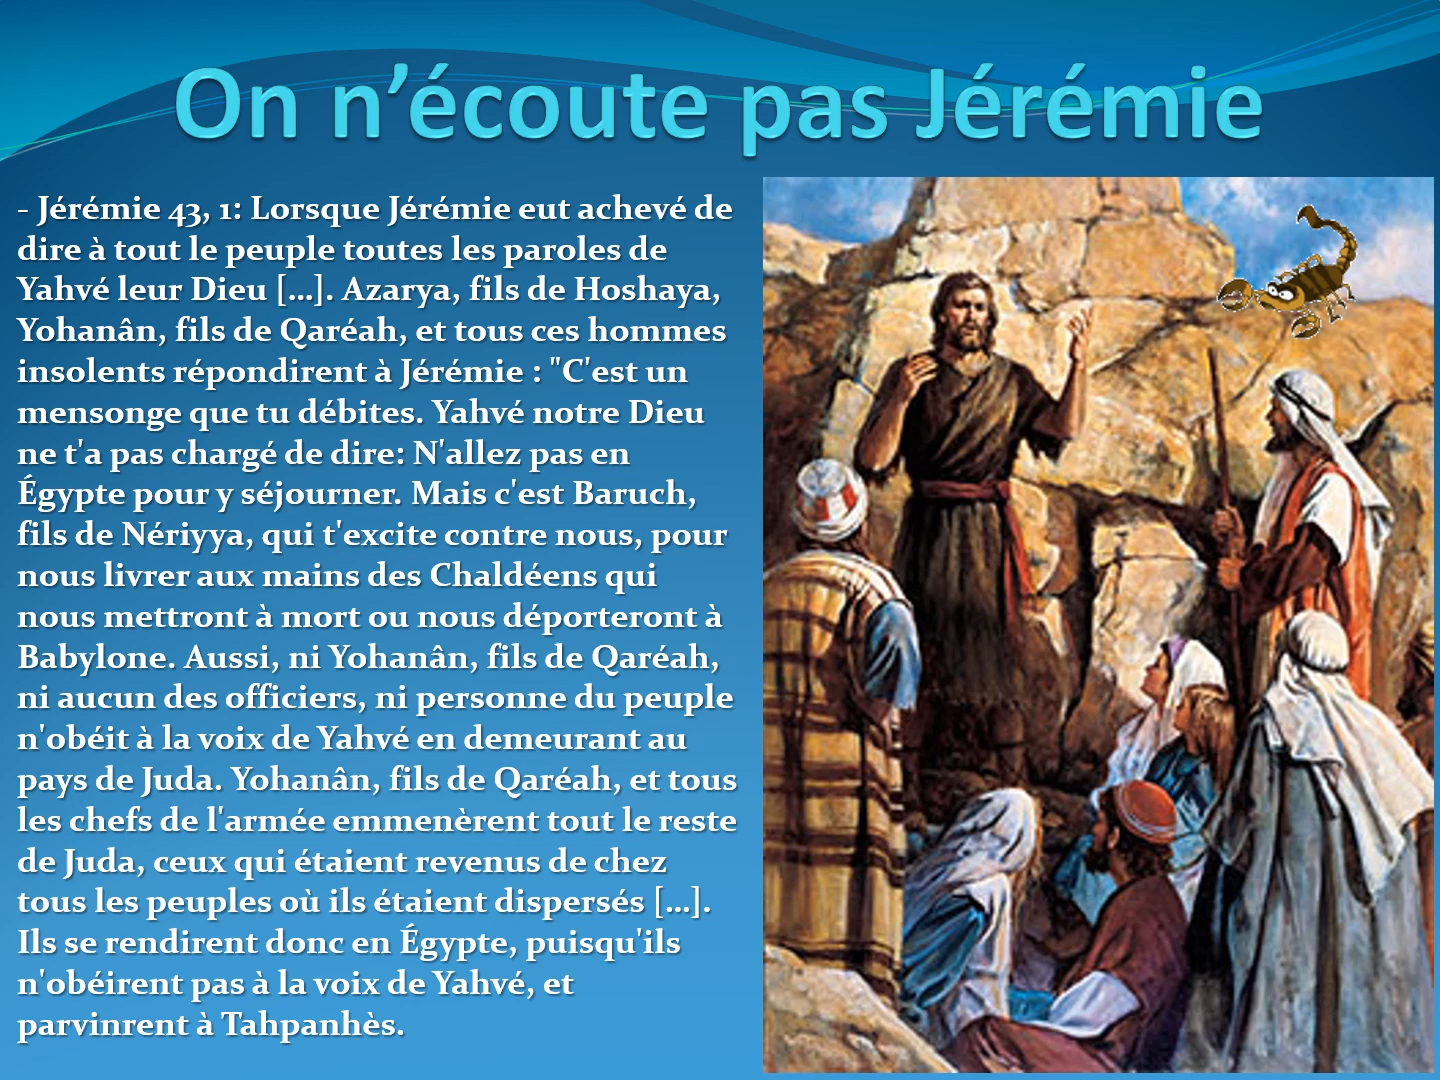 On n’écoute pas Jérémie
- Jérémie 43, 1: Lorsque Jérémie eut achevé de
dire à tout le peuple toutes les paroles de
Yahvé leur Dieu [...]. Azarya, fils de Hoshaya,
Yohanân, fils de Qaréah, et tous ces hommes
insolents répondirent à Jérémie : "C'est un
mensonge que tu débites. Yahvé notre Dieu
ne t'a pas chargé de dire: N'allez pas en
Égypte pour y séjourner. Mais c'est Baruch,
fils de Nériyya, qui t'excite contre nous, pour
nous livrer aux mains des Chaldéens qui
nous mettront à mort ou nous déporteront à
Babylone. Aussi, ni Yohanân, fils de Qaréah,
ni aucun des officiers, ni personne du peuple
n'obéit à la voix de Yahvé en demeurant au
pays de Juda. Yohanân, fils de Qaréah, et tous
les chefs de l'armée emmenèrent tout le reste
de Juda, ceux qui étaient revenus de chez
tous les peuples où ils étaient dispersés [...].
Ils se rendirent donc en Égypte, puisqu'ils
n'obéirent pas à la voix de Yahvé, et
parvinrent à Tahpanhès.